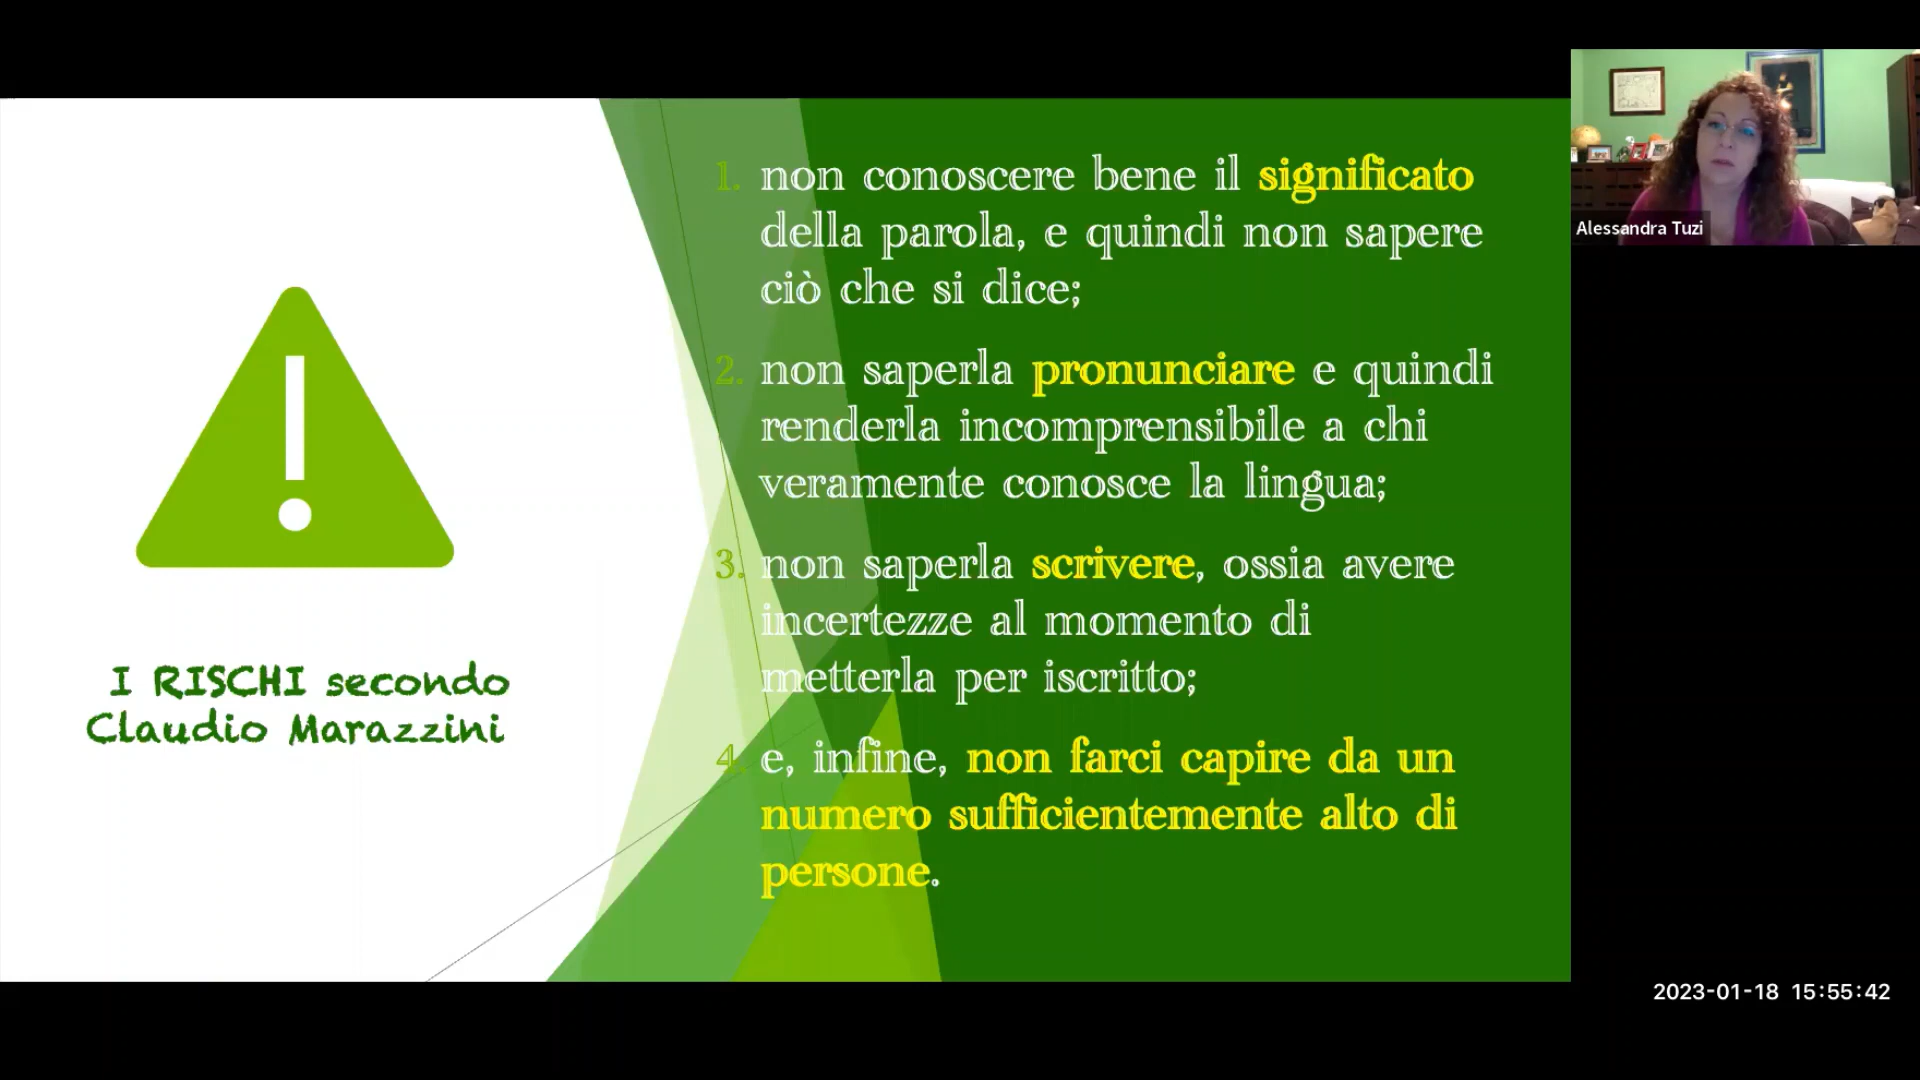 I RISCHI secondo
Claudio Marazzini
1. non conoscere bene il significato
della parola, e quindi non sapere
ciò che si dice;
2. non saperla pronunciare e quindi
renderla incomprensibile a chi
veramente conosce la lingua;
3. non saperla scrivere, ossia avere
incertezze al momento di
metterla per iscritto;
4. e, infine, non farci capire da un
numero sufficientemente alto di
persone.
Alessandra Tuzi
2023-01-18 15:55:42